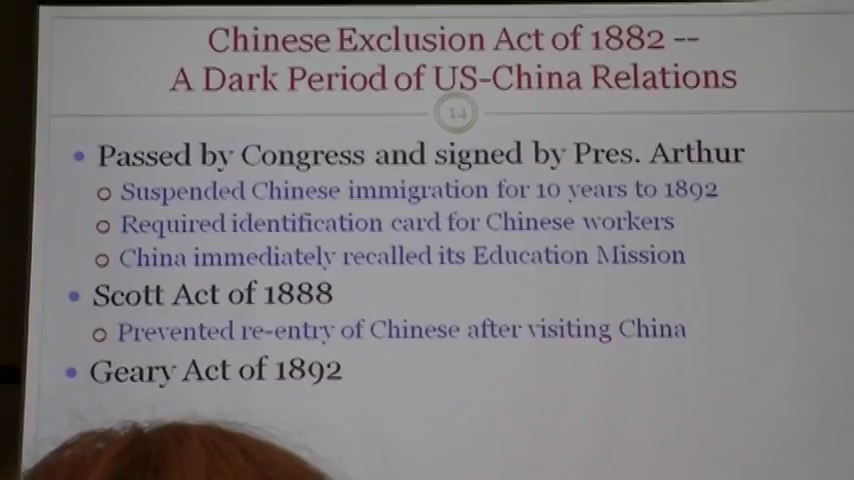 Chinese Exclusion Act of 1882 --
A Dark Period of US-China Relations
14
• Passed by Congress and signed by Pres. Arthur
○ Suspended Chinese immigration for 10 years to 1892
○ Required identification card for Chinese workers
○ China immediately recalled its Education Mission
• Scott Act of 1888
○ Prevented re-entry of Chinese after visiting China
• Geary Act of 1892